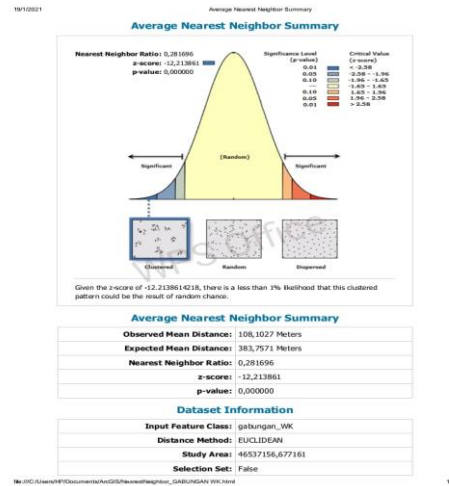 19/1/2021 Average Nearest Neighbor Summary
Average Nearest Neighbor Summary
Nearest Neighbor Ratio: 0,281696
z-score: -12,213861
p-value: 0,000000
Significance Level
(p-value)
Critical Value
(z-score)
0.01 < -2.58
0.05 -2.58 - -1.96
0.10 -1.96 - -1.65
--- -1.65 - 1.65
0.10 1.65 - 1.96
0.05 1.96 - 2.58
0.01 > 2.58
Significant
(Random)
Significant
Clustered Random Dispersed
WPS Office
Given the z-score of -12.2138614218, there is a less than 1% likelihood that this clustered
pattern could be the result of random chance.
Average Nearest Neighbor Summary
Observed Mean Distance: 108,1027 Meters
Expected Mean Distance: 383,7571 Meters
Nearest Neighbor Ratio: 0,281696
z-score: -12,213861
p-value: 0,000000
Dataset Information
Input Feature Class: gabungan_WK
Distance Method: EUCLIDEAN
Study Area: 46537156,677161
Selection Set: False
file:///C:/Users/HP/Documents/ArcGIS/NearestNeighbor_GABUNGAN WK.html 1